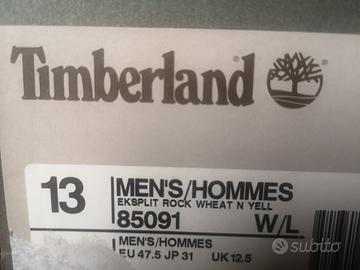 Timberland
13
MEN'S/HOMMES
EKSPLIT ROCK WHEAT N YELL
85091
W/L
MEN'S/HOMMES
EU 47.5 JP 31 UK 12.5
subito